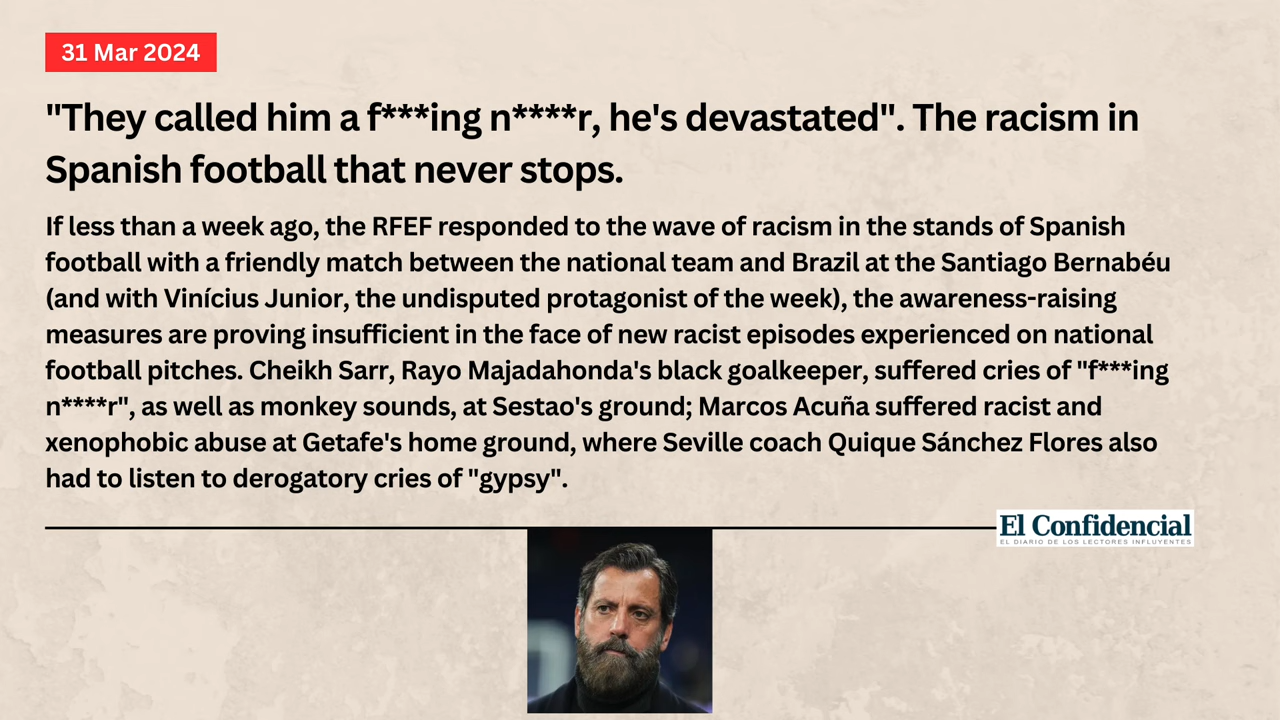 31 Mar 2024
"They called him a f***ing n****r, he's devastated". The racism in
Spanish football that never stops.
If less than a week ago, the RFEF responded to the wave of racism in the stands of Spanish
football with a friendly match between the national team and Brazil at the Santiago Bernabéu
(and with Vinícius Junior, the undisputed protagonist of the week), the awareness-raising
measures are proving insufficient in the face of new racist episodes experienced on national
football pitches. Cheikh Sarr, Rayo Majadahonda's black goalkeeper, suffered cries of "f***ing
n****r", as well as monkey sounds, at Sestao's ground; Marcos Acuña suffered racist and
xenophobic abuse at Getafe's home ground, where Seville coach Quique Sánchez Flores also
had to listen to derogatory cries of "gypsy".
El Confidencial
EL DIARIO DE LOS LECTORES INFLUYENTES